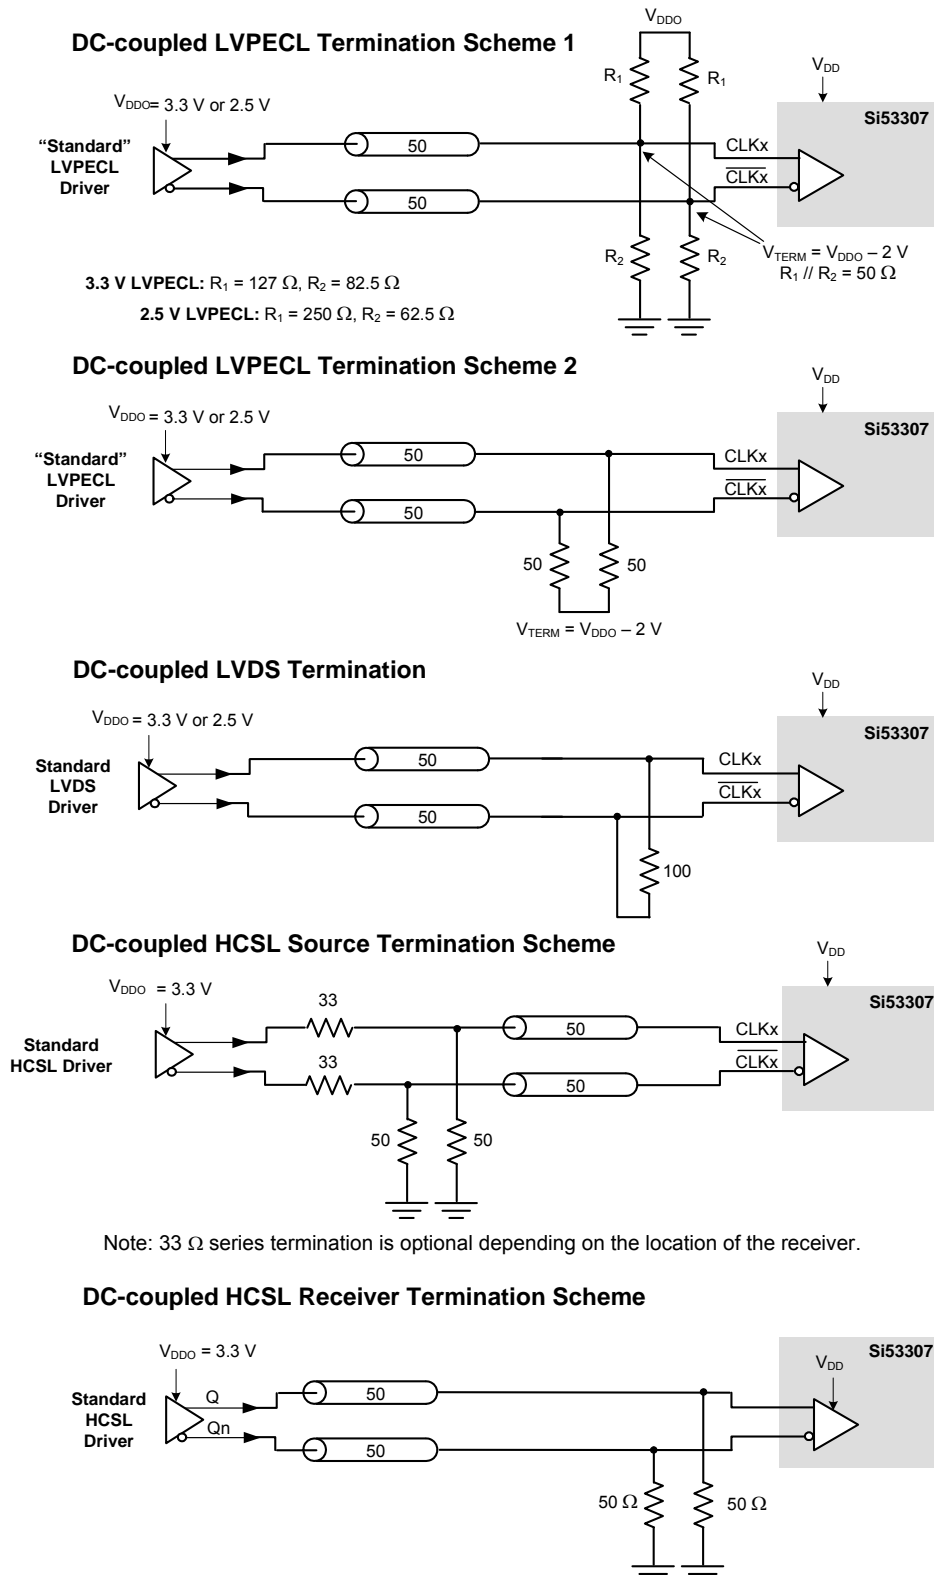 DC-coupled LVPECL Termination Scheme 1
VDDO
R1
R1
VDD
VDDO= 3.3 V or 2.5 V
Si53307
“Standard”
LVPECL
Driver
50
CLKx
CLKx
50
R2
R2
VTERM = VDDO – 2 V
R1 // R2 = 50 Ω
3.3 V LVPECL: R1 = 127 Ω, R2 = 82.5 Ω
2.5 V LVPECL: R1 = 250 Ω, R2 = 62.5 Ω
DC-coupled LVPECL Termination Scheme 2
VDD
VDDO = 3.3 V or 2.5 V
Si53307
“Standard”
LVPECL
Driver
50
CLKx
CLKx
50
50
50
VTERM = VDDO – 2 V
DC-coupled LVDS Termination
VDD
VDDO = 3.3 V or 2.5 V
Si53307
Standard
LVDS
Driver
50
CLKx
CLKx
50
100
DC-coupled HCSL Source Termination Scheme
VDD
VDDO = 3.3 V
Si53307
33
Standard
HCSL Driver
50
CLKx
33
CLKx
50
50
50
Note: 33 Ω series termination is optional depending on the location of the receiver.
DC-coupled HCSL Receiver Termination Scheme
VDDO = 3.3 V
Si53307
VDD
Standard
HCSL
Driver
Q
50
Qn
50
50 Ω
50 Ω